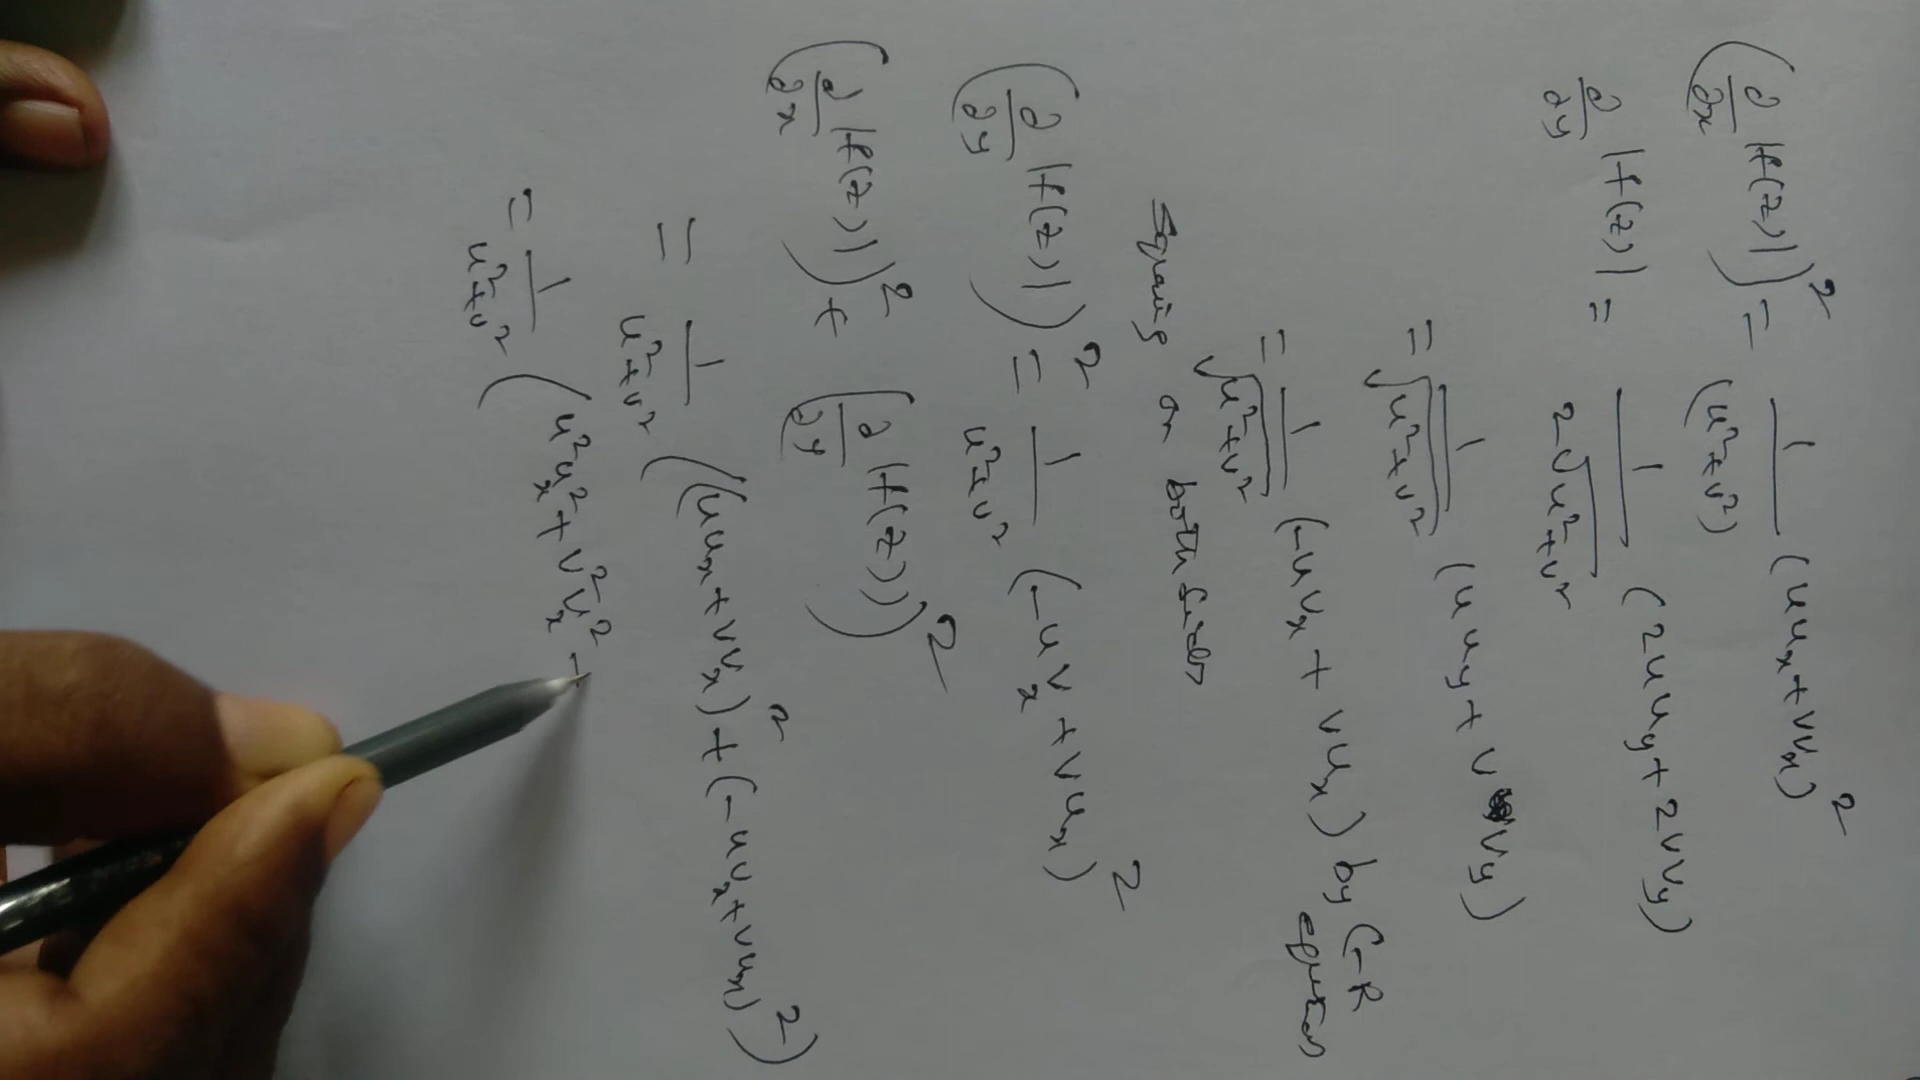 (∂/∂x |f(z)|)² = 1/(u²+v²) (uuₓ+vvₓ)²
∂/∂y |f(z)| = 1/(2√(u²+v²)) (2uu_y+2vv_y)
= 1/√(u²+v²) (uu_y+vv_y)
= 1/√(u²+v²) (-uvₓ+vuₓ) by C-R
equations
Squaring on both sides
(∂/∂y |f(z)|)² = 1/(u²+v²) (-uvₓ+vuₓ)²
(∂/∂x |f(z)|)² + (∂/∂y |f(z)|)²
= 1/(u²+v²) ((uuₓ+vvₓ)²+(-uvₓ+vuₓ)²)
= 1/(u²+v²) (u²uₓ²+v²vₓ² +